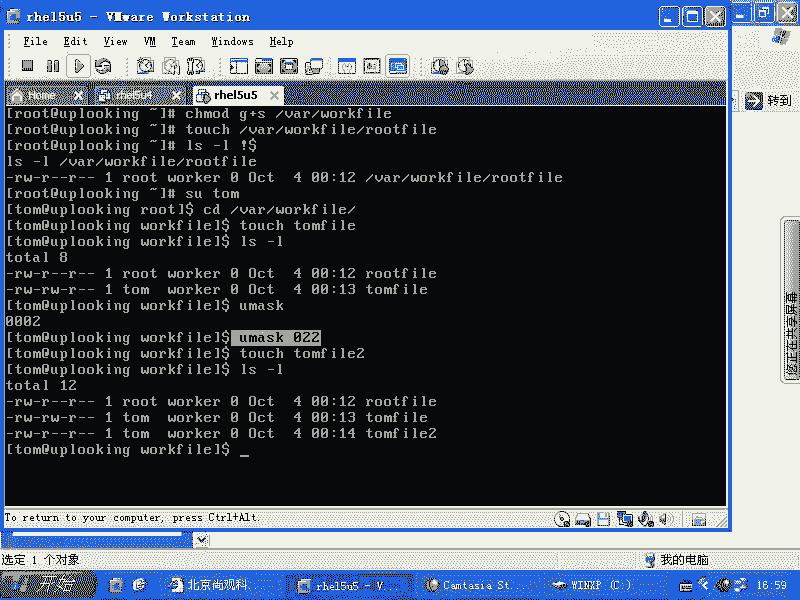 rhel5u5 - VMware Workstation
File Edit View VM Team Windows Help
Home rhel5u4 rhel5u5
转到
[root@uplooking ~]# chmod g+s /var/workfile
[root@uplooking ~]# touch /var/workfile/rootfile
[root@uplooking ~]# ls -l !$
ls -l /var/workfile/rootfile
-rw-r--r-- 1 root worker 0 Oct  4 00:12 /var/workfile/rootfile
[root@uplooking ~]# su tom
[tom@uplooking root]$ cd /var/workfile/
[tom@uplooking workfile]$ touch tomfile
[tom@uplooking workfile]$ ls -l
total 8
-rw-r--r-- 1 root worker 0 Oct  4 00:12 rootfile
-rw-rw-r-- 1 tom  worker 0 Oct  4 00:13 tomfile
[tom@uplooking workfile]$ umask
0002
[tom@uplooking workfile]$ umask 022
[tom@uplooking workfile]$ touch tomfile2
[tom@uplooking workfile]$ ls -l
total 12
-rw-r--r-- 1 root worker 0 Oct  4 00:12 rootfile
-rw-rw-r-- 1 tom  worker 0 Oct  4 00:13 tomfile
-rw-r--r-- 1 tom  worker 0 Oct  4 00:14 tomfile2
[tom@uplooking workfile]$ _
您正在共享屏幕
To return to your computer, press Ctrl+Alt.
选定 1 个对象 我的电脑
开始 北京尚观科... rhel5u5 - V... Camtasia St... WINXP (C:) 16:59